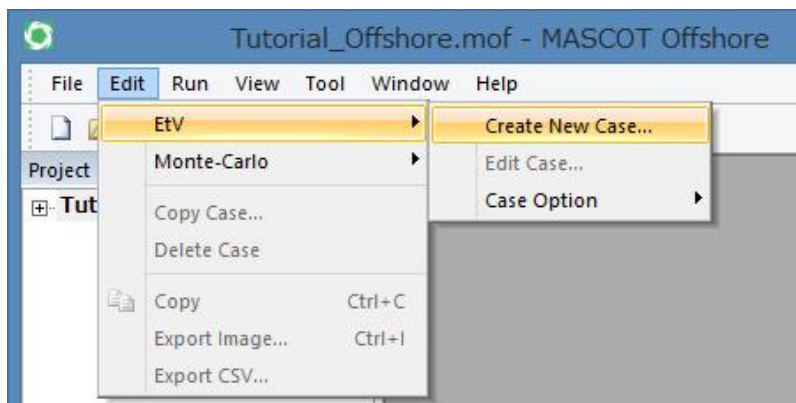 Tutorial_Offshore.mof - MASCOT Offshore
File Edit Run View Tool Window Help
EtV
Create New Case...
Project
Monte-Carlo
Edit Case...
Tut
Copy Case...
Case Option
Delete Case
Copy Ctrl+C
Export Image... Ctrl+I
Export CSV...